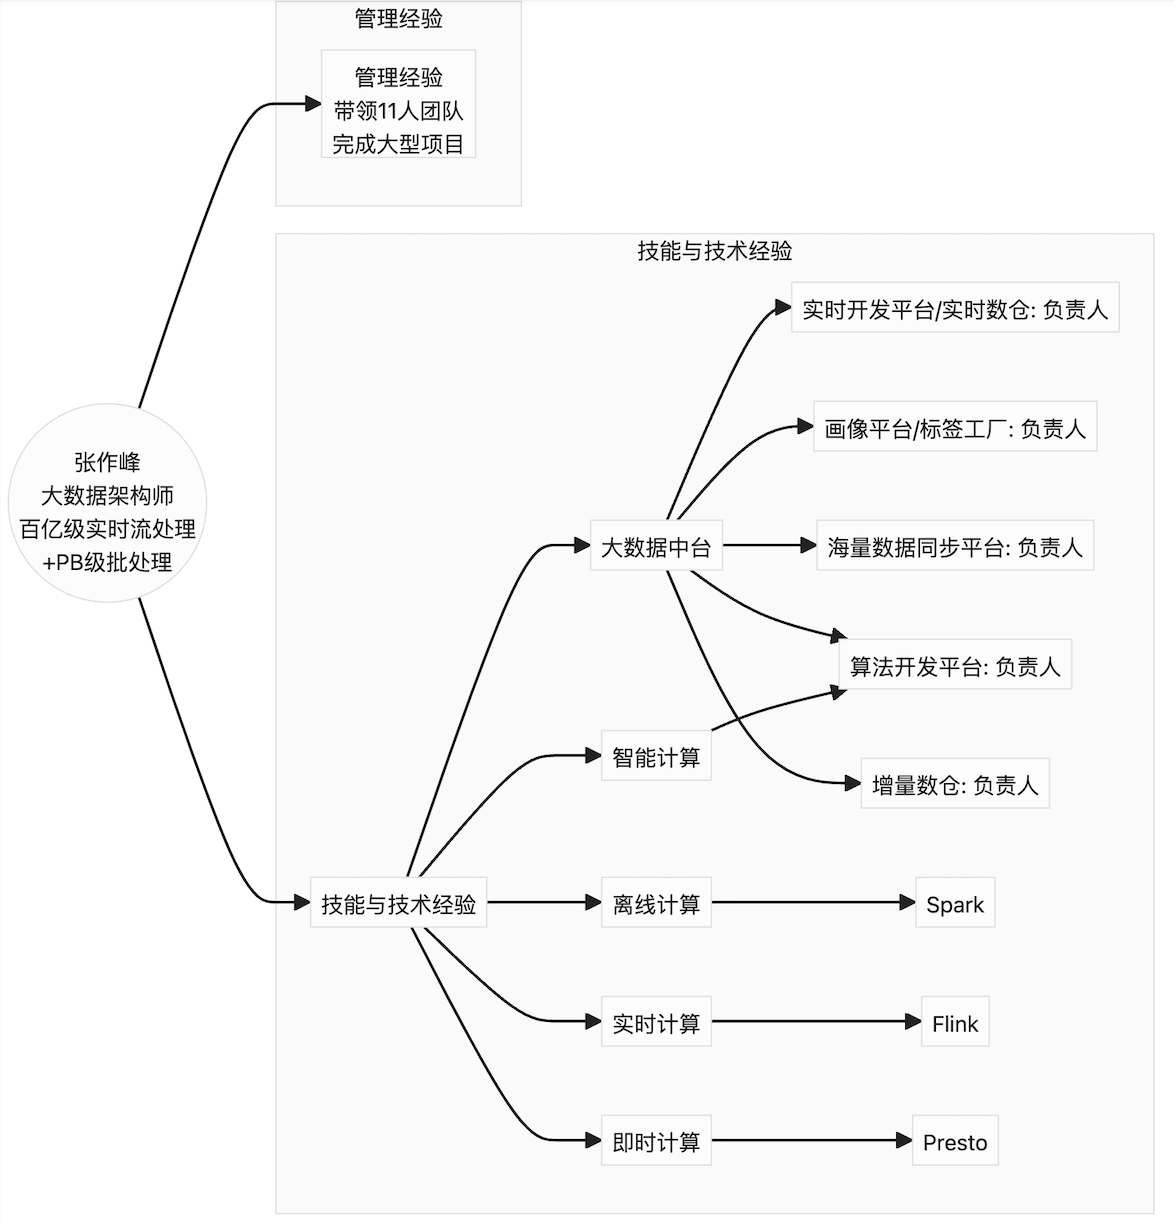 管理经验
管理经验
带领11人团队
完成大型项目
张作峰
大数据架构师
百亿级实时流处理
+PB级批处理
技能与技术经验
技能与技术经验
大数据中台
实时开发平台/实时数仓: 负责人
画像平台/标签工厂: 负责人
海量数据同步平台: 负责人
算法开发平台: 负责人
增量数仓: 负责人
智能计算
离线计算
Spark
实时计算
Flink
即时计算
Presto